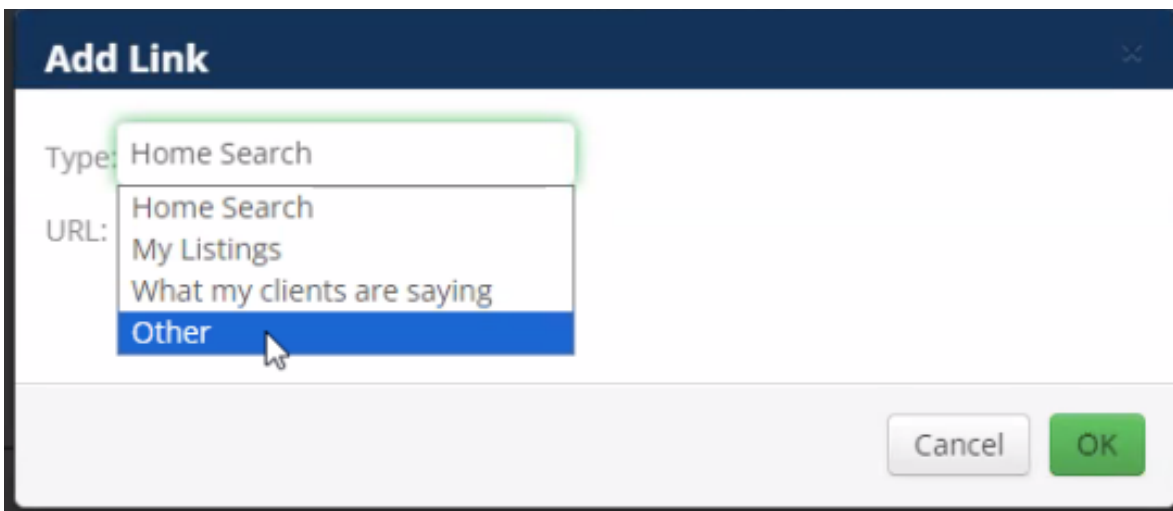 Add Link
Type: Home Search
Home Search
URL:
My Listings
What my clients are saying
Other
Cancel OK